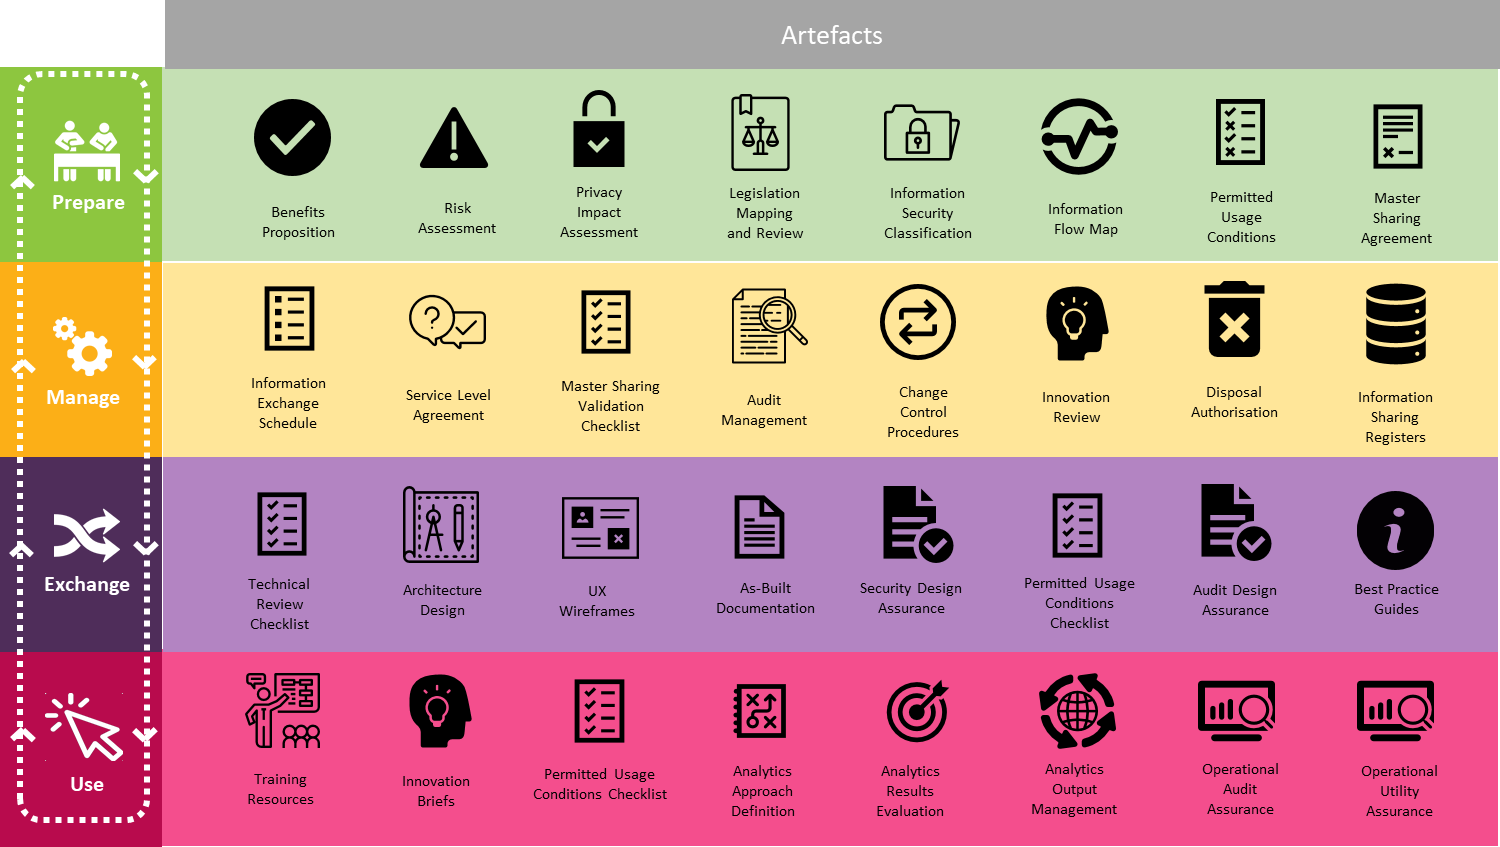 Artefacts
Prepare
Benefits
Proposition
Risk
Assessment
Privacy
Impact
Assessment
Legislation
Mapping
and Review
Information
Security
Classification
Information
Flow Map
Permitted
Usage
Conditions
Master
Sharing
Agreement
Manage
Information
Exchange
Schedule
Service Level
Agreement
Master Sharing
Validation
Checklist
Audit
Management
Change
Control
Procedures
Innovation
Review
Disposal
Authorisation
Information
Sharing
Registers
Exchange
Technical
Review
Checklist
Architecture
Design
UX
Wireframes
As-Built
Documentation
Security Design
Assurance
Permitted Usage
Conditions
Checklist
Audit Design
Assurance
Best Practice
Guides
Use
Training
Resources
Innovation
Briefs
Permitted Usage
Conditions Checklist
Analytics
Approach
Definition
Analytics
Results
Evaluation
Analytics
Output
Management
Operational
Audit
Assurance
Operational
Utility
Assurance